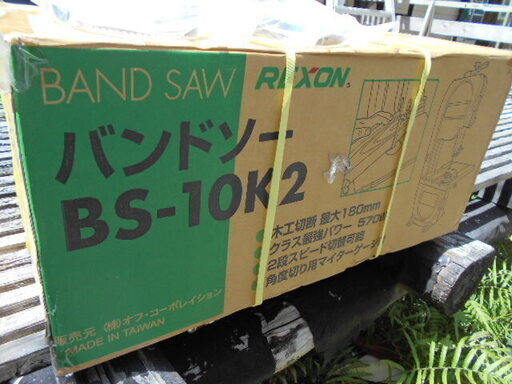 BAND SAW
REXON
バンドソー
BS-10K2
木工切断 最大180mm
クラス最強パワー 570W
2段スピード切替可能
角度切り用マイターゲージ
販売元 (株)オフ・コーポレイション
MADE IN TAIWAN